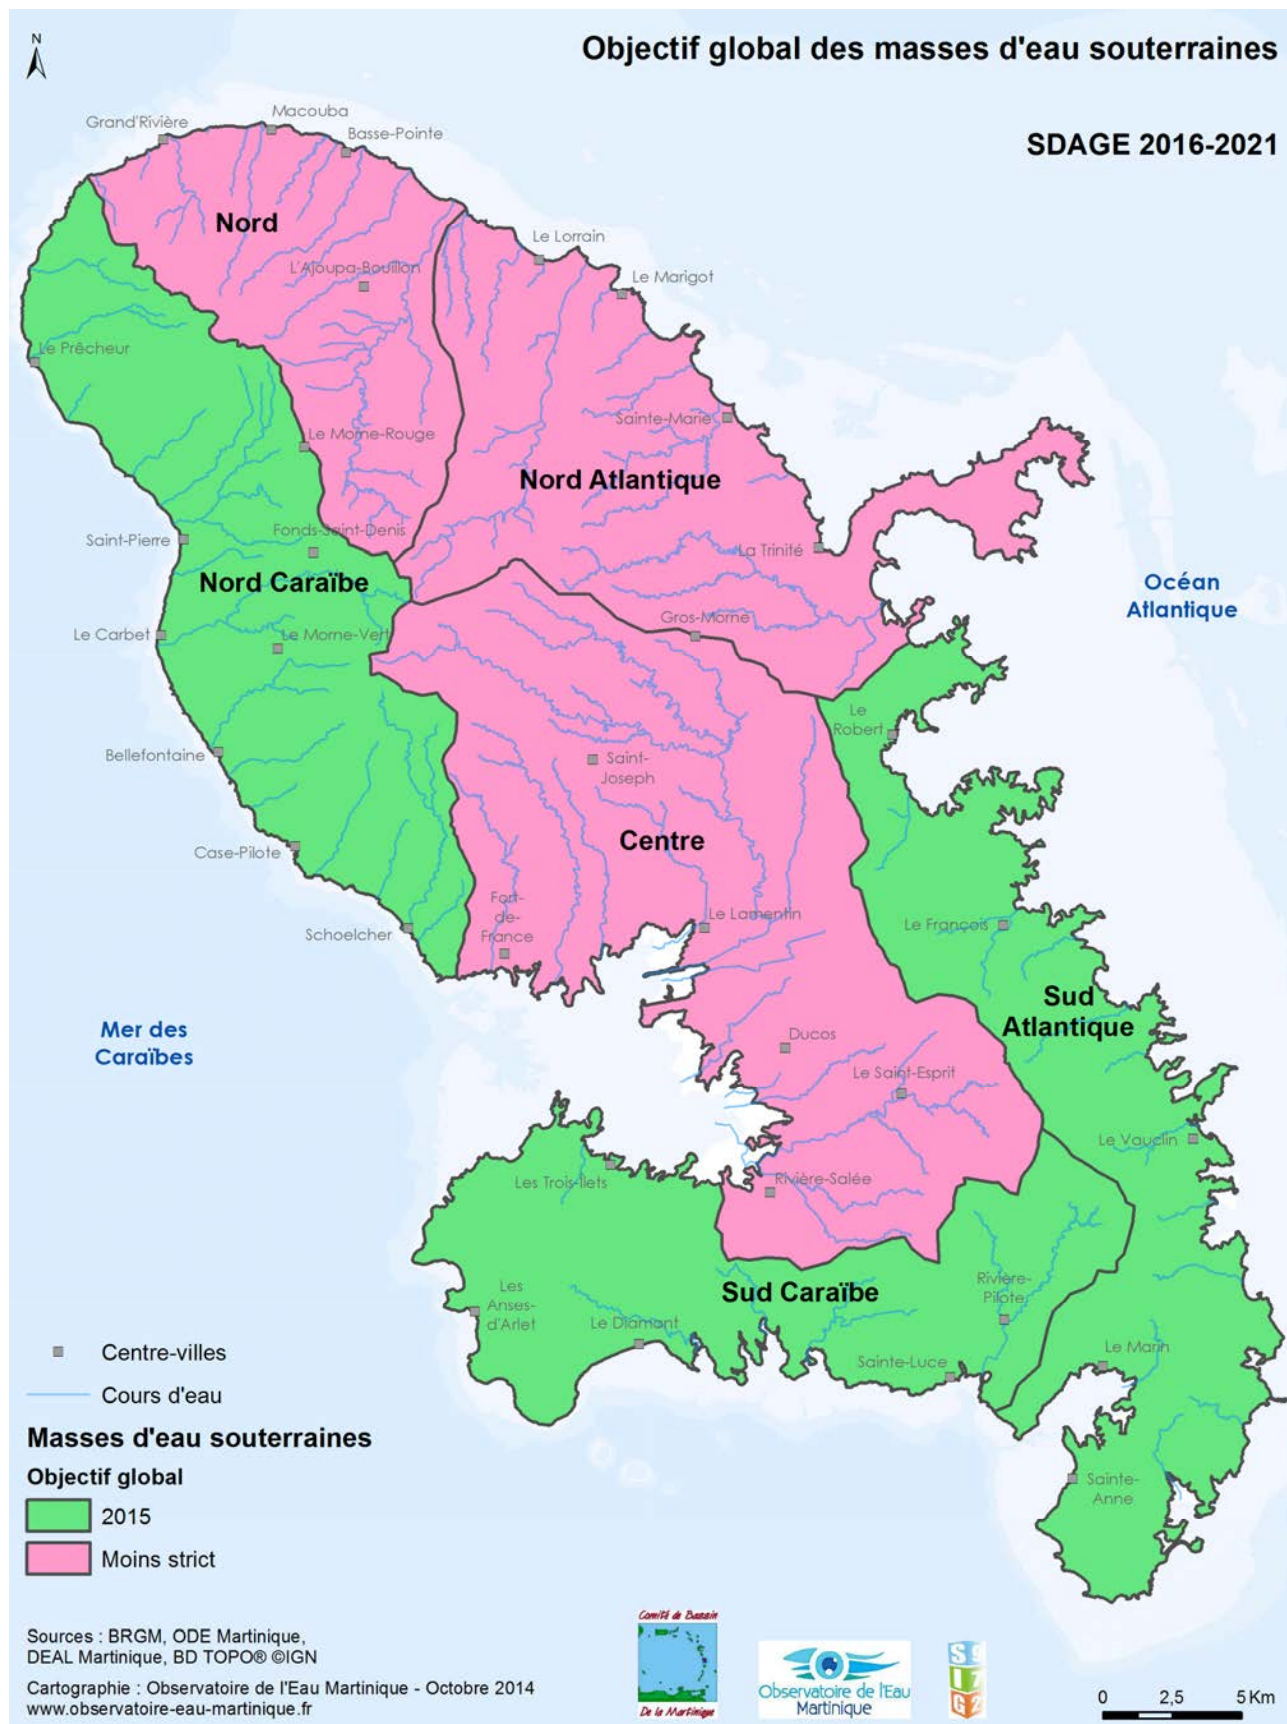 N
Objectif global des masses d'eau souterraines
SDAGE 2016-2021
Macouba
Grand'Rivière
Basse-Pointe
Nord
Le Lorrain
L'Ajoupa-Bouillon
Le Marigot
Le Prêcheur
Sainte-Marie
Le Morne-Rouge
Nord Atlantique
Fonds-Saint-Denis
Saint-Pierre
La Trinité
Nord Caraïbe
Océan
Atlantique
Gros-Morne
Le Carbet
Le Morne-Vert
Le
Robert
Bellefontaine
Saint-
Joseph
Centre
Case-Pilote
Fort-
de-
France
Le Lamentin
Schoelcher
Le François
Sud
Atlantique
Mer des
Caraïbes
Ducos
Le Saint-Esprit
Le Vauclin
Les Trois-Ilets
Rivière-Salée
Sud Caraïbe
Rivière-
Pilote
Les
Anses-
d'Arlet
Le Diamant
Le Marin
Sainte-Luce
Sainte-
Anne
Centre-villes
Cours d'eau
Masses d'eau souterraines
Objectif global
2015
Moins strict
Sources : BRGM, ODE Martinique,
DEAL Martinique, BD TOPO® ©IGN
Cartographie : Observatoire de l'Eau Martinique - Octobre 2014
www.observatoire-eau-martinique.fr
Comité de Bassin
De la Martinique
Observatoire de l'Eau
Martinique
S 9
I 7
G 2
0 2,5 5 Km